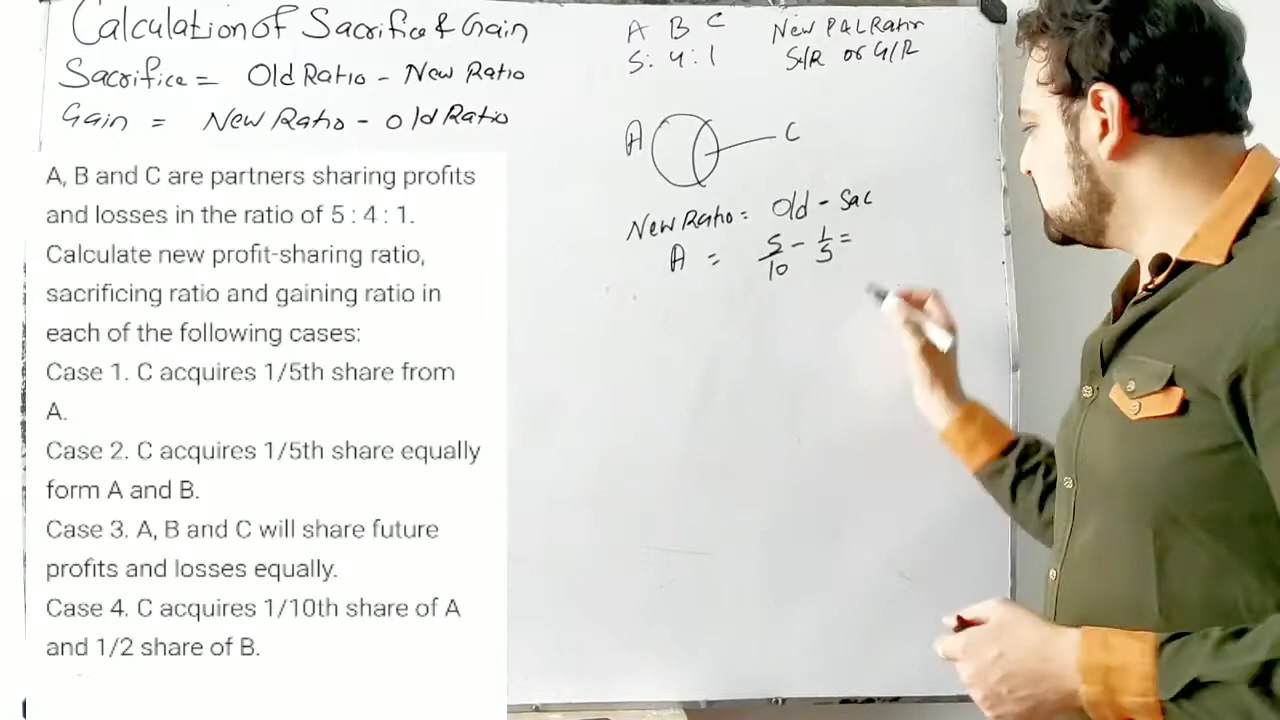 Calculation of Sacrifice & Gain
Sacrifice = Old Ratio - New Ratio
Gain = New Ratio - Old Ratio
A, B and C are partners sharing profits
and losses in the ratio of 5 : 4 : 1.
Calculate new profit-sharing ratio,
sacrificing ratio and gaining ratio in
each of the following cases:
Case 1. C acquires 1/5th share from
A.
Case 2. C acquires 1/5th share equally
form A and B.
Case 3. A, B and C will share future
profits and losses equally.
Case 4. C acquires 1/10th share of A
and 1/2 share of B.
A B C
5 : 4 : 1
New P&L Ratio
S/R or G/R
A C
New Ratio = Old - Sac
A = 5/10 - 1/5 =